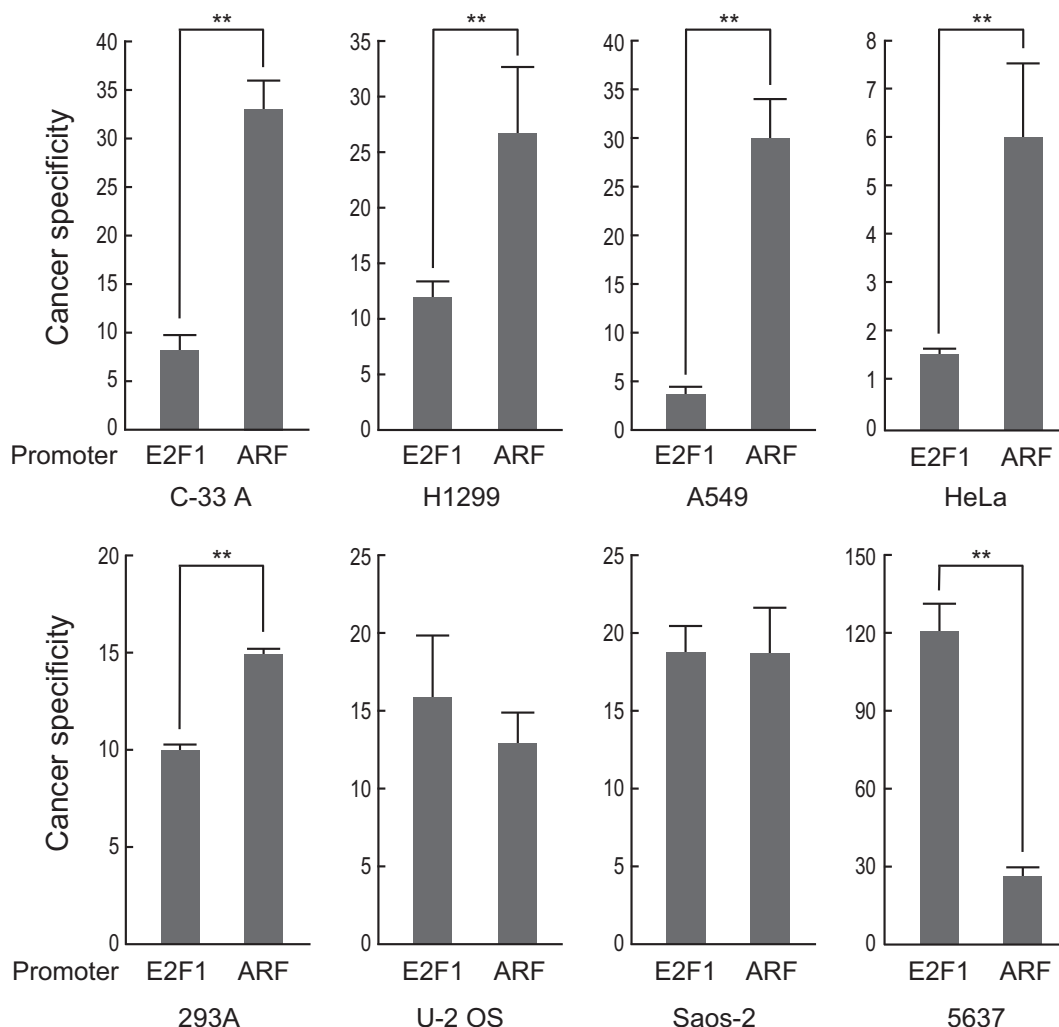 ** ** ** **
Cancer specificity
40 35 30 25 20 15 10 5 0
35 30 25 20 15 10 5 0
40 35 30 25 20 15 10 5 0
8 7 6 5 4 3 2 1 0
Promoter E2F1 ARF E2F1 ARF E2F1 ARF E2F1 ARF
C-33 A H1299 A549 HeLa
** **
Cancer specificity
20 15 10 5 0
25 20 15 10 5 0
25 20 15 10 5 0
150 120 90 60 30 0
Promoter E2F1 ARF E2F1 ARF E2F1 ARF E2F1 ARF
293A U-2 OS Saos-2 5637